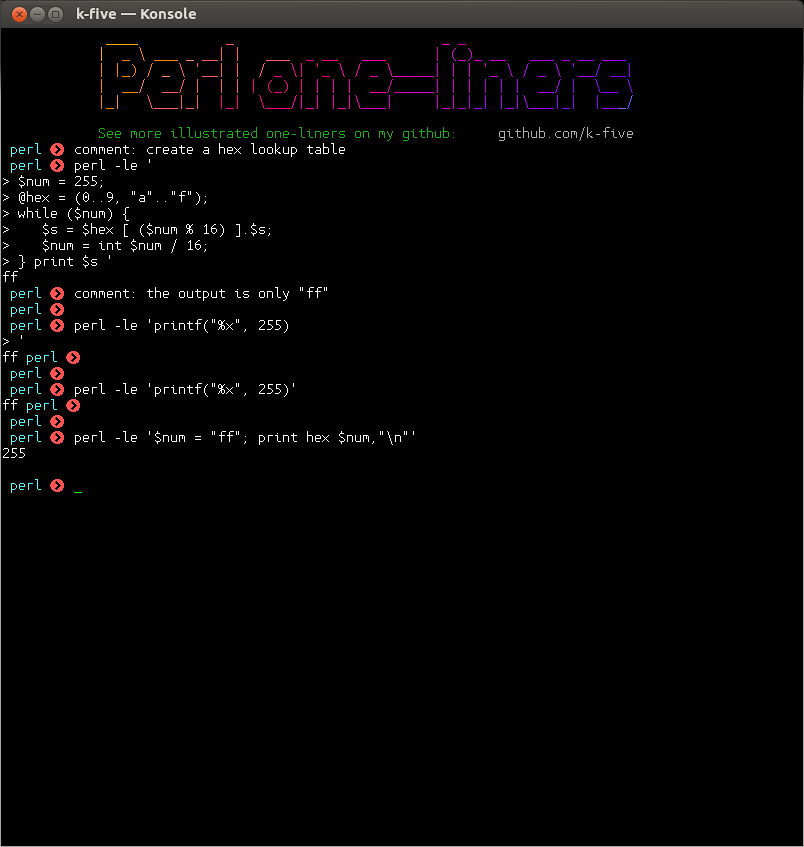 k-five — Konsole
Perl one-liners
See more illustrated one-liners on my github: github.com/k-five
perl comment: create a hex lookup table
perl perl -le '
> $num = 255;
> @hex = (0..9, "a".."f");
> while ($num) {
>    $s = $hex [ ($num % 16) ].$s;
>    $num = int $num / 16;
> } print $s '
ff
perl comment: the output is only "ff"
perl
perl perl -le 'printf("%x", 255)
> '
ff perl
perl
perl perl -le 'printf("%x", 255)'
ff perl
perl
perl perl -le '$num = "ff"; print hex $num,"\n"'
255
perl _